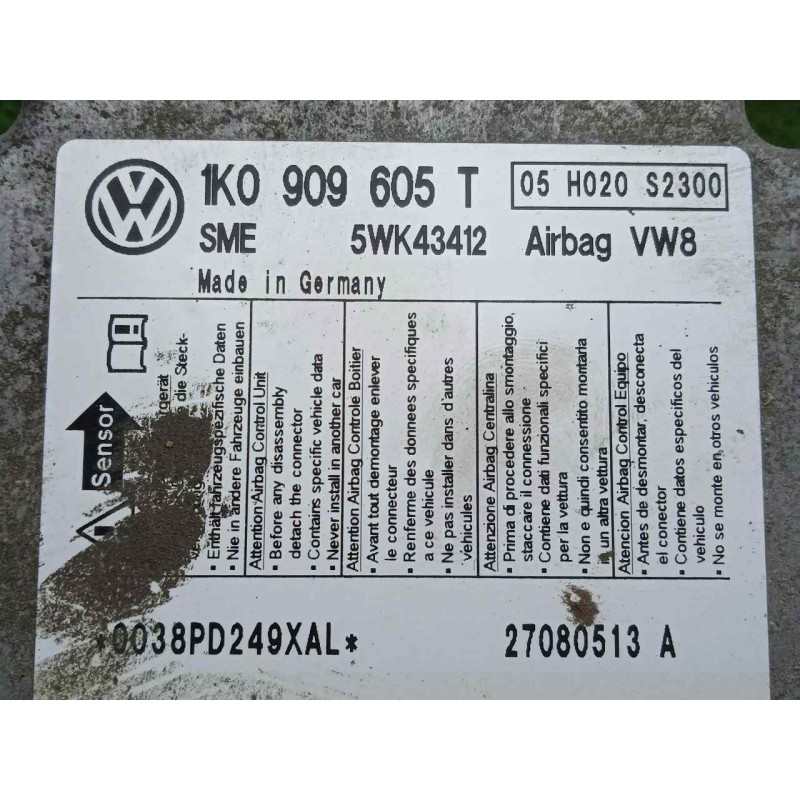 1K0 909 605 T
05 H020 S2300
SME 5WK43412 Airbag VW8
Made in Germany
Sensor
die Steck-
• Enthält Fahrzeugspezifische Daten
• Nie in andere Fahrzeuge einbauen
Attention Airbag Control Unit
• Before any disassembly
detach the connector
• Contains specific vehicle data
• Never install in another car
Attention Airbag Controle Boitier
• Avant tout demontage enlever
le connecteur
• Renferme des donnees specifiques
a ce vehicule
• Ne pas installer dans d'autres
vehicules
Attenzione Airbag Centralina
• Prima di procedere allo smontaggio,
staccare il connessione
• Contiene dati funzionali specifici
per la vettura
• Non e quindi consentito montarla
in un altra vettura
Atencion Airbag Control Equipo
• Antes de desmontar, desconecta
el conector
• Contiene datos especificos del
vehiculo
• No se monte en otros vehiculos
*0038PD249XAL* 27080513 A